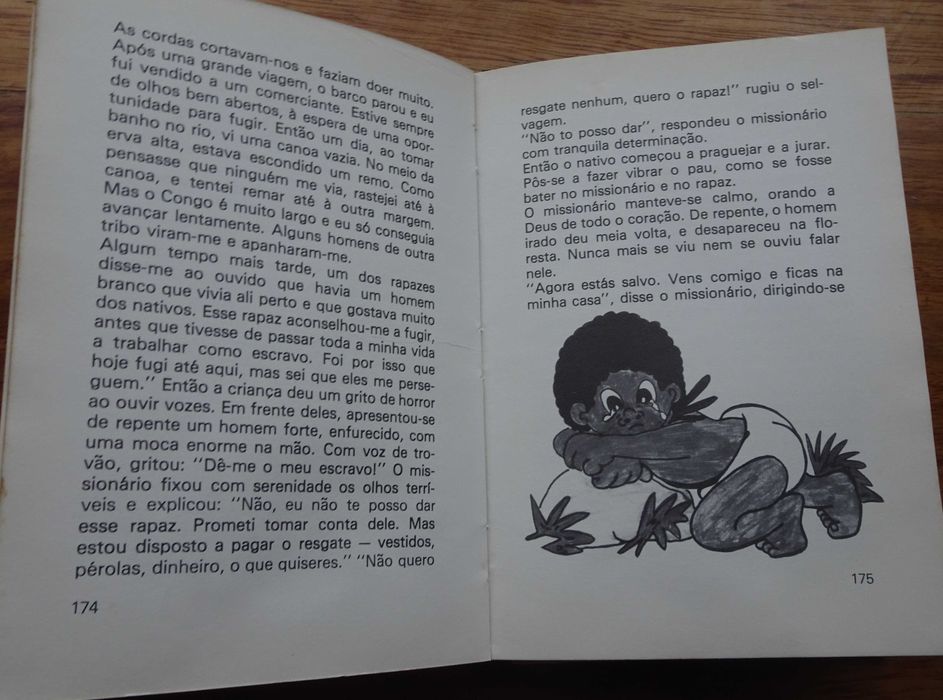 As cordas cortavam-nos e faziam doer muito.
Após uma grande viagem, o barco parou e eu
fui vendido a um comerciante. Estive sempre
de olhos bem abertos, à espera de uma opor-
tunidade para fugir. Então um dia, ao tomar
banho no rio, vi uma canoa vazia. No meio da
erva alta, estava escondido um remo. Como
pensasse que ninguém me via, rastejei até à
canoa, e tentei remar até à outra margem.
Mas o Congo é muito largo e eu só conseguia
avançar lentamente. Alguns homens de outra
tribo viram-me e apanharam-me.
Algum tempo mais tarde, um dos rapazes
disse-me ao ouvido que havia um homem
branco que vivia ali perto e que gostava muito
dos nativos. Esse rapaz aconselhou-me a fugir,
antes que tivesse de passar toda a minha vida
a trabalhar como escravo. Foi por isso que
hoje fugi até aqui, mas sei que eles me perse-
guem." Então a criança deu um grito de horror
ao ouvir vozes. Em frente deles, apresentou-se
de repente um homem forte, enfurecido, com
uma moca enorme na mão. Com voz de tro-
vão, gritou: "Dê-me o meu escravo!" O mis-
sionário fixou com serenidade os olhos terrí-
veis e explicou: "Não, eu não te posso dar
esse rapaz. Prometi tomar conta dele. Mas
estou disposto a pagar o resgate — vestidos,
pérolas, dinheiro, o que quiseres." "Não quero
174
resgate nenhum, quero o rapaz!" rugiu o sel-
vagem.
"Não to posso dar", respondeu o missionário
com tranquila determinação.
Então o nativo começou a praguejar e a jurar.
Pôs-se a fazer vibrar o pau, como se fosse
bater no missionário e no rapaz.
O missionário manteve-se calmo, orando a
Deus de todo o coração. De repente, o homem
irado deu meia volta, e desapareceu na flo-
resta. Nunca mais se viu nem se ouviu falar
nele.
"Agora estás salvo. Vens comigo e ficas na
minha casa", disse o missionário, dirigindo-se
175